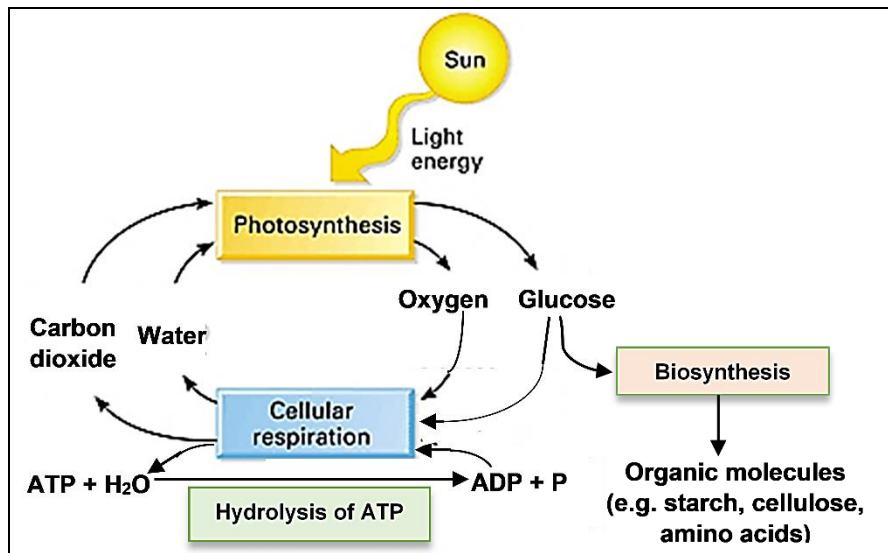 Sun
Light
energy
Photosynthesis
Oxygen
Glucose
Carbon
dioxide
Water
Biosynthesis
Cellular
respiration
ATP + H₂O
ADP + P
Hydrolysis of ATP
Organic molecules
(e.g. starch, cellulose,
amino acids)